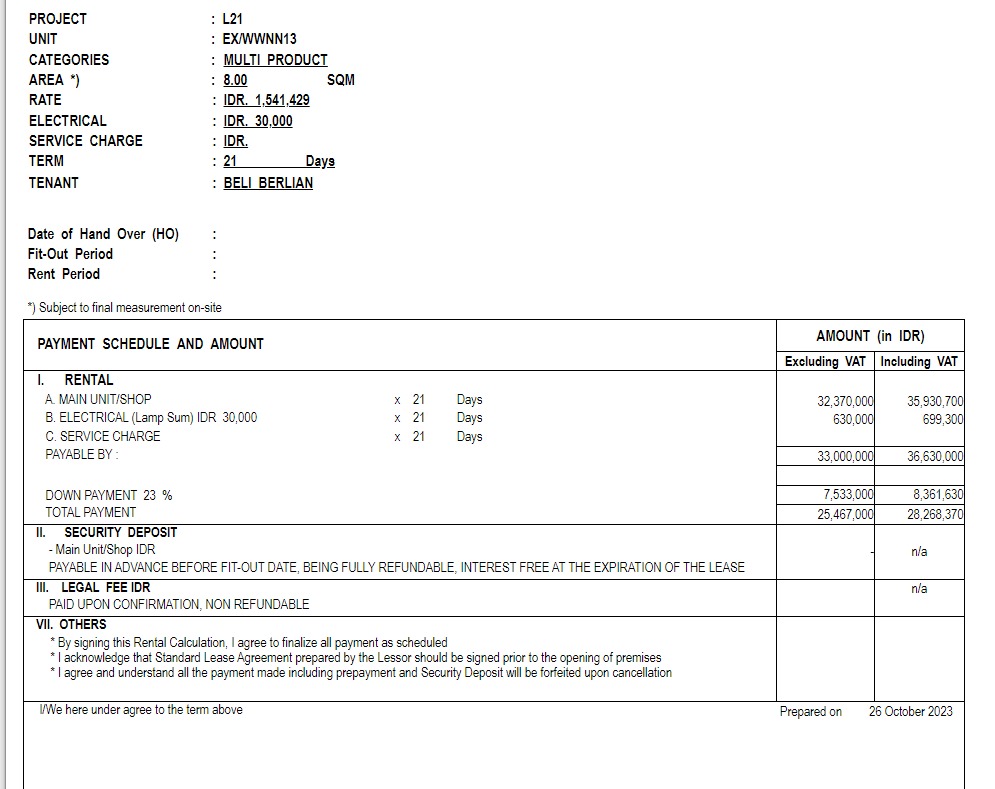 PROJECT : L21
UNIT : EX/WWNN13
CATEGORIES : MULTI PRODUCT
AREA *) : 8.00 SQM
RATE : IDR. 1,541,429
ELECTRICAL : IDR. 30,000
SERVICE CHARGE : IDR.
TERM : 21 Days
TENANT : BELI BERLIAN
Date of Hand Over (HO) :
Fit-Out Period :
Rent Period :
*) Subject to final measurement on-site
PAYMENT SCHEDULE AND AMOUNT AMOUNT (in IDR)
Excluding VAT Including VAT
I. RENTAL
A. MAIN UNIT/SHOP x 21 Days 32,370,000 35,930,700
B. ELECTRICAL (Lamp Sum) IDR 30,000 x 21 Days 630,000 699,300
C. SERVICE CHARGE x 21 Days
PAYABLE BY : 33,000,000 36,630,000
DOWN PAYMENT 23 % 7,533,000 8,361,630
TOTAL PAYMENT 25,467,000 28,268,370
II. SECURITY DEPOSIT
- Main Unit/Shop IDR - n/a
PAYABLE IN ADVANCE BEFORE FIT-OUT DATE, BEING FULLY REFUNDABLE, INTEREST FREE AT THE EXPIRATION OF THE LEASE
III. LEGAL FEE IDR n/a
PAID UPON CONFIRMATION, NON REFUNDABLE
VII. OTHERS
* By signing this Rental Calculation, I agree to finalize all payment as scheduled
* I acknowledge that Standard Lease Agreement prepared by the Lessor should be signed prior to the opening of premises
* I agree and understand all the payment made including prepayment and Security Deposit will be forfeited upon cancellation
I/We here under agree to the term above Prepared on 26 October 2023